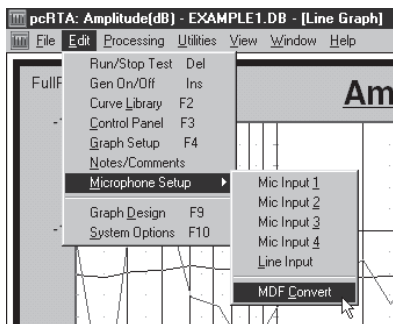 pcRTA: Amplitude(dB) - EXAMPLE1.DB - [Line Graph]
File Edit Processing Utilities View Window Help
Run/Stop Test Del
Gen On/Off Ins
Curve Library F2
Control Panel F3
Graph Setup F4
Notes/Comments
Microphone Setup
Graph Design F9
System Options F10
Mic Input 1
Mic Input 2
Mic Input 3
Mic Input 4
Line Input
MDF Convert